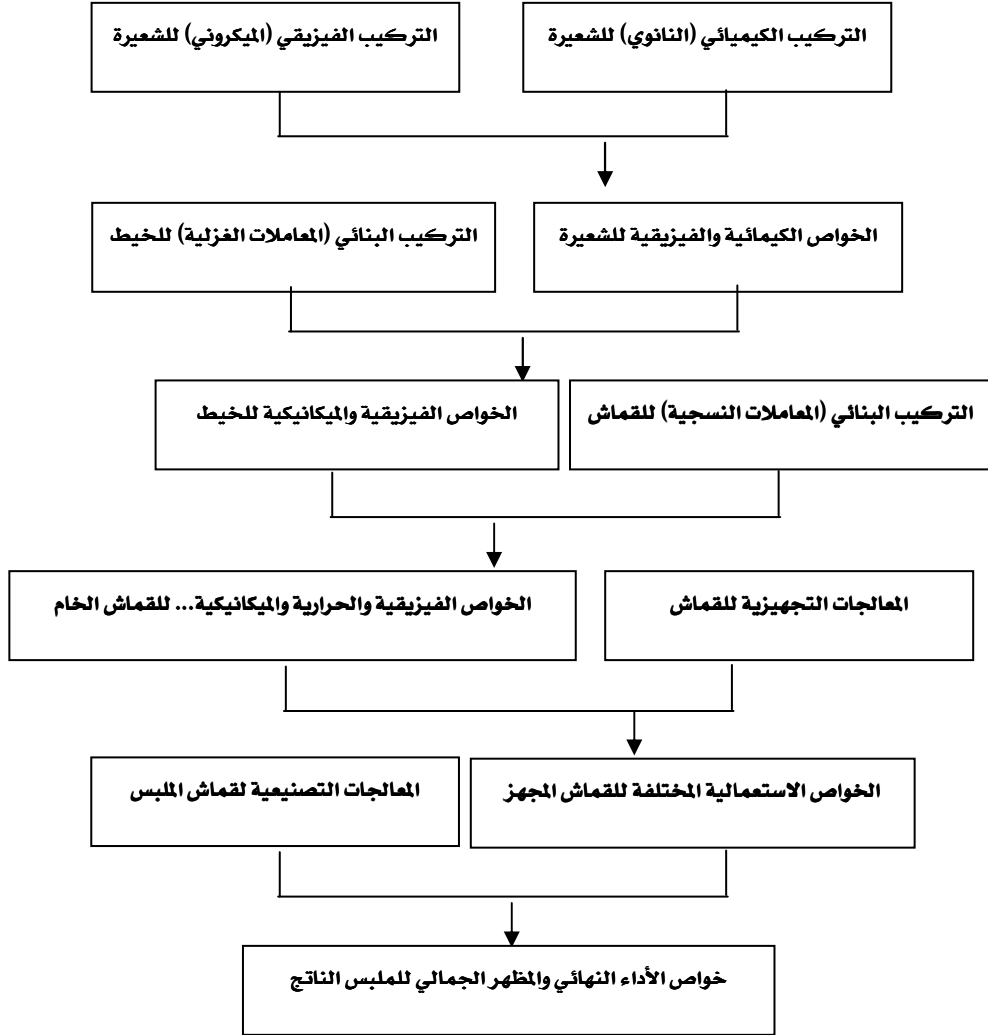 التركيب الكيميائي (النانوي) للشعيرة
التركيب الفيزيقي (الميكروني) للشعيرة
الخواص الكيمائية والفيزيقية للشعيرة
التركيب البنائي (المعاملات الغزلية) للخيط
التركيب البنائي (المعاملات النسجية) للقماش
الخواص الفيزيقية والميكانيكية للخيط
المعالجات التجهيزية للقماش
الخواص الفيزيقية والحرارية والميكانيكية... للقماش الخام
الخواص الاستعمالية المختلفة للقماش المجهز
المعالجات التصنيعية لقماش الملبس
خواص الأداء النهائي والمظهر الجمالي للملبس الناتج